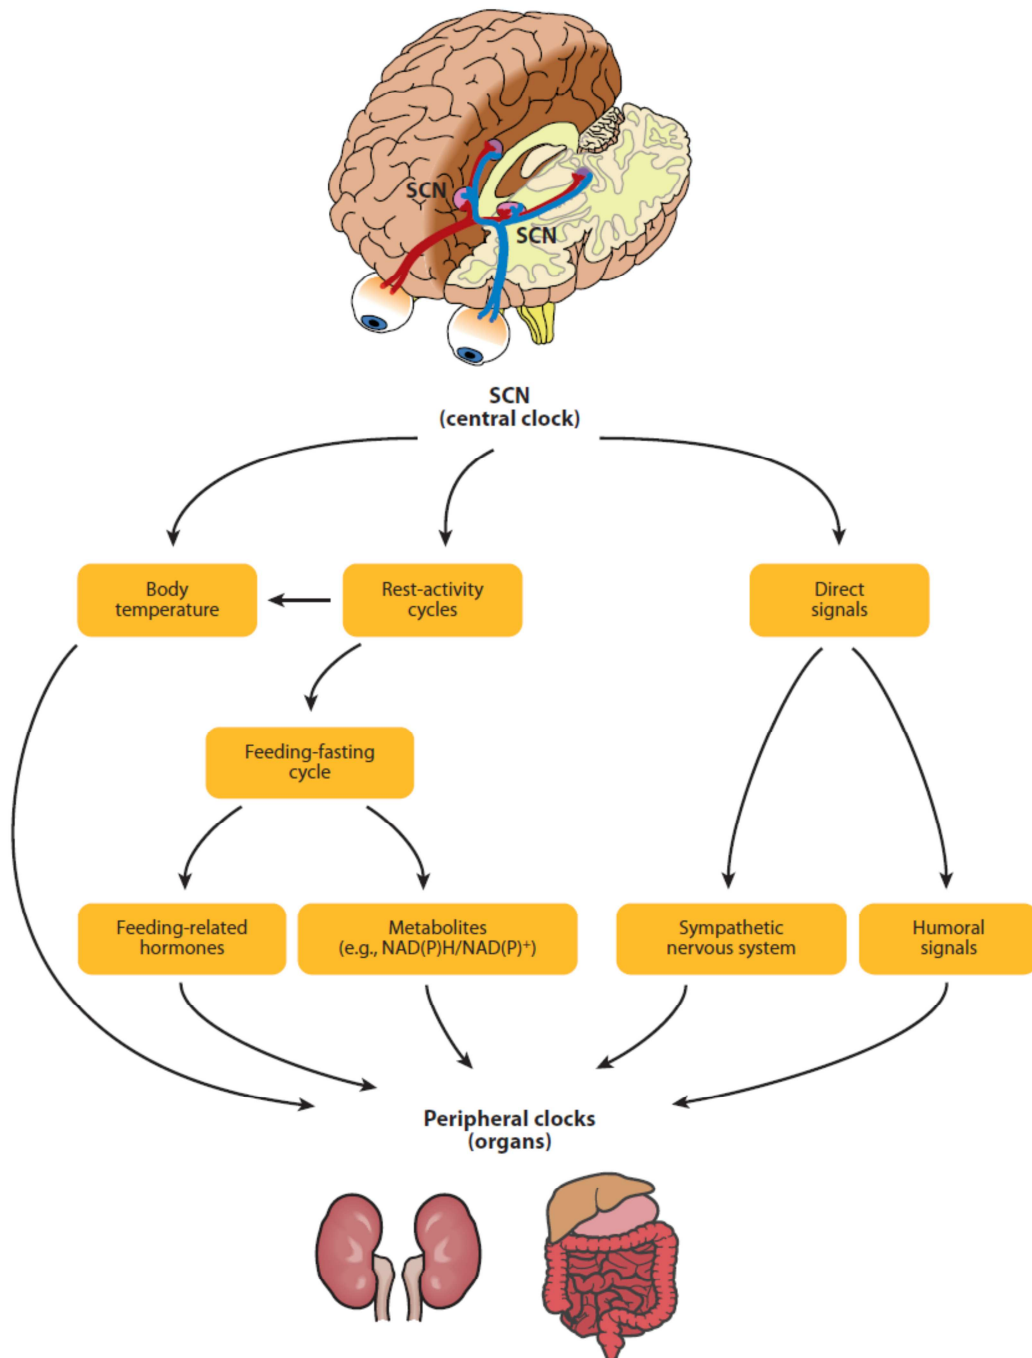 SCN
SCN
SCN
(central clock)
Body
temperature
Rest-activity
cycles
Direct
signals
Feeding-fasting
cycle
Feeding-related
hormones
Metabolites
(e.g., NAD(P)H/NAD(P)⁺)
Sympathetic
nervous system
Humoral
signals
Peripheral clocks
(organs)